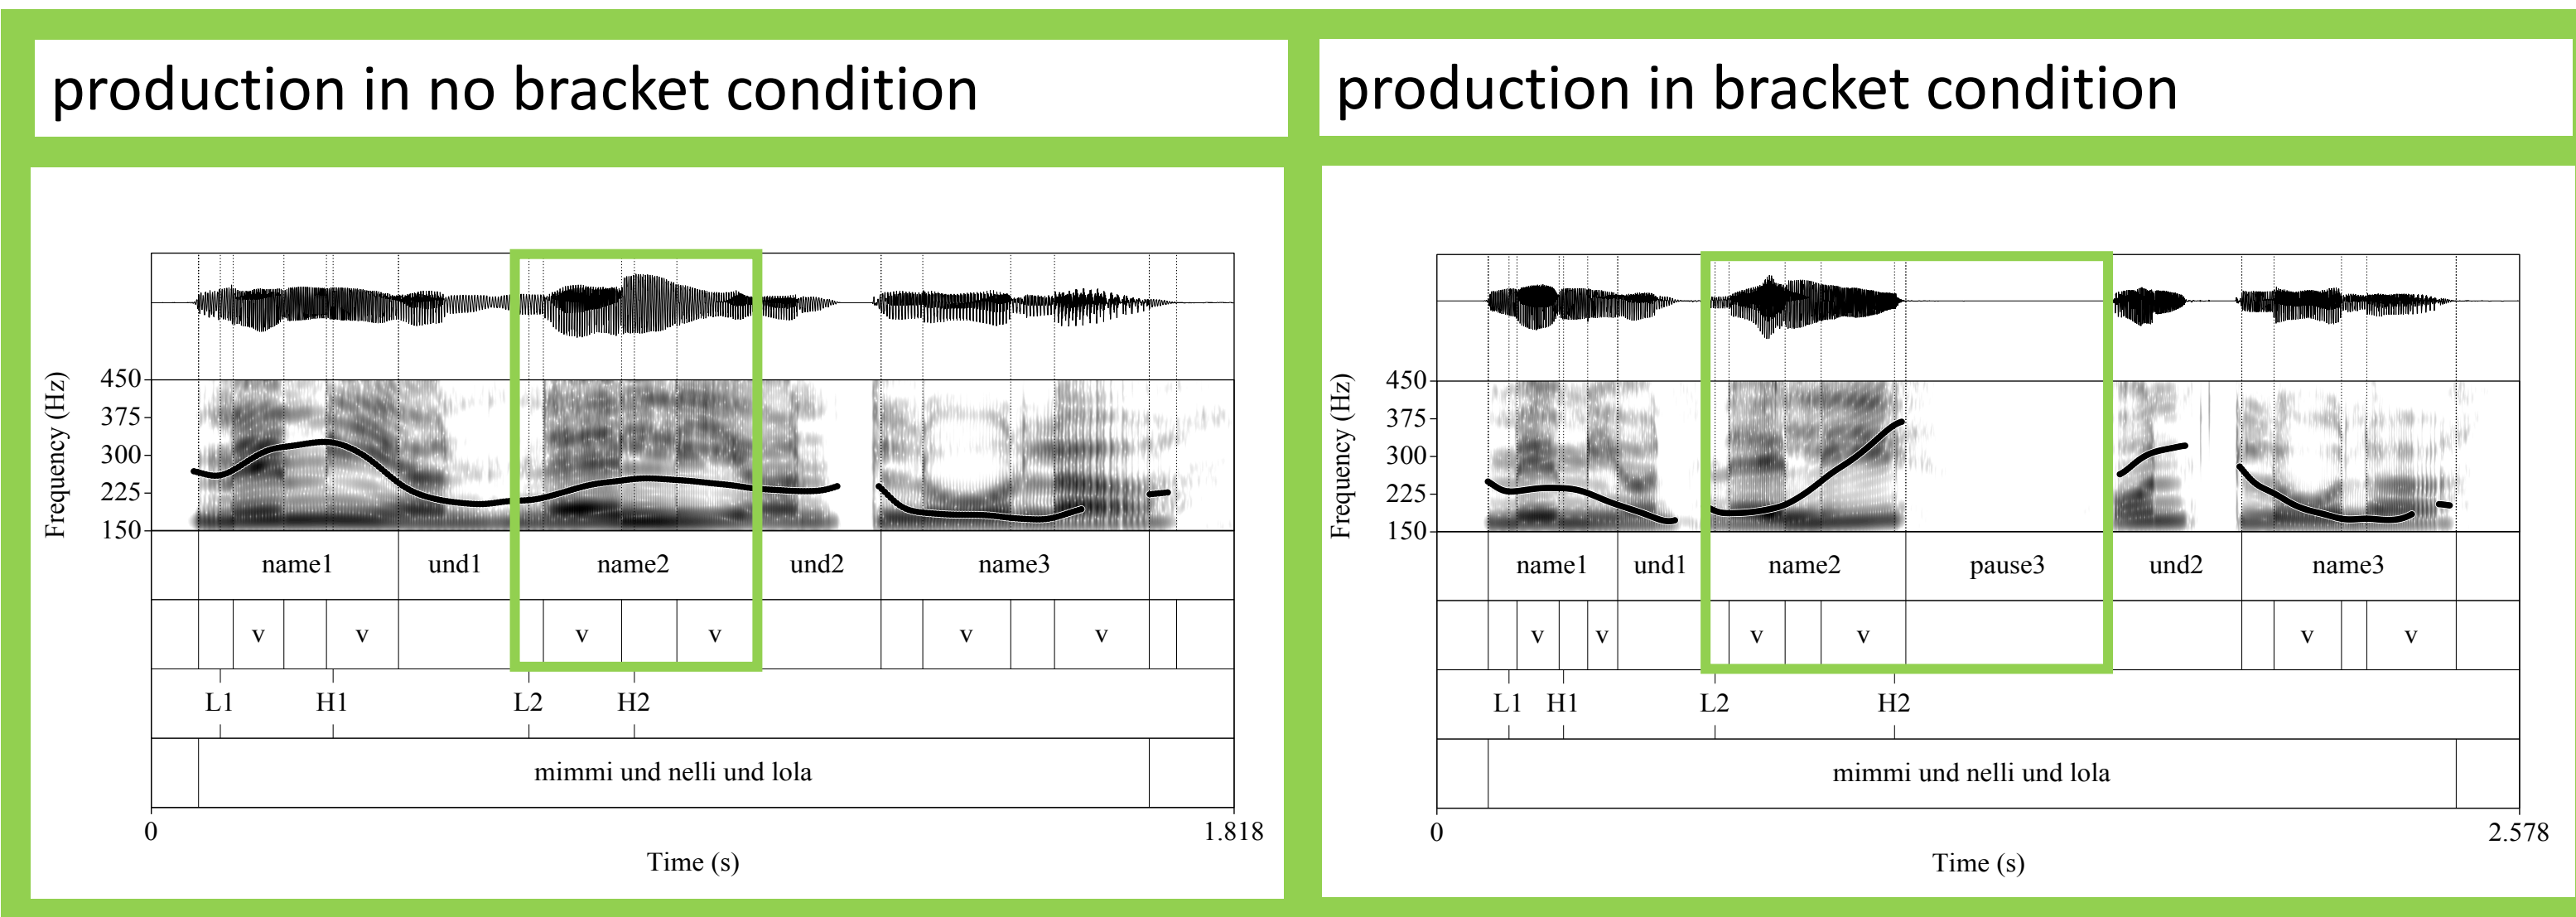 production in no bracket condition
production in bracket condition
Frequency (Hz)
450
375
300
225
150
name1 und1 name2 und2 name3
v v v v v v
L1 H1 L2 H2
mimmi und nelli und lola
0 1.818
Time (s)
Frequency (Hz)
450
375
300
225
150
name1 und1 name2 pause3 und2 name3
v v v v v v
L1 H1 L2 H2
mimmi und nelli und lola
0 2.578
Time (s)